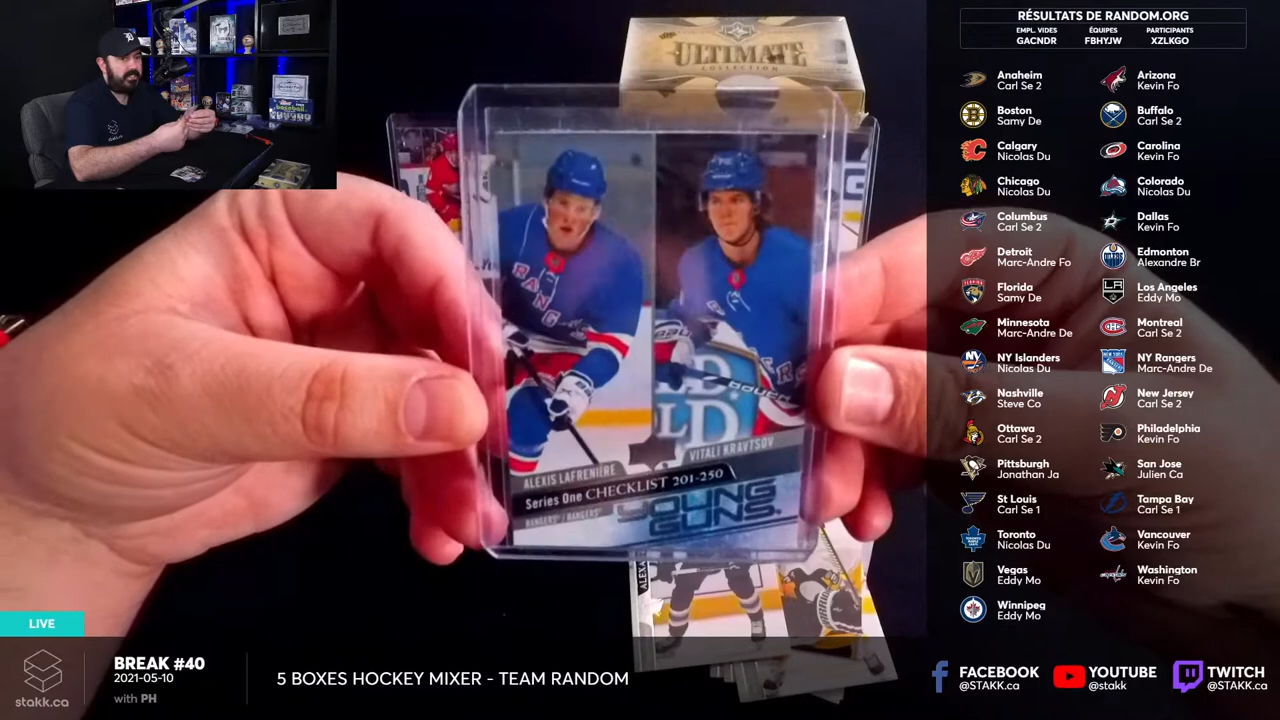 RÉSULTATS DE RANDOM.ORG
EMPL. VIDES
GACNDR
ÉQUIPES
FBHYJW
PARTICIPANTS
XZLKGO
Anaheim
Carl Se 2
Arizona
Kevin Fo
Boston
Samy De
Buffalo
Carl Se 2
Calgary
Nicolas Du
Carolina
Kevin Fo
Chicago
Nicolas Du
Colorado
Nicolas Du
Columbus
Carl Se 2
Dallas
Kevin Fo
Detroit
Marc-Andre Fo
Edmonton
Alexandre Br
Florida
Samy De
Los Angeles
Eddy Mo
Minnesota
Marc-Andre De
Montreal
Carl Se 2
NY Islanders
Nicolas Du
NY Rangers
Marc-Andre De
Nashville
Steve Co
New Jersey
Carl Se 2
Ottawa
Carl Se 2
Philadelphia
Kevin Fo
Pittsburgh
Jonathan Ja
San Jose
Julien Ca
St Louis
Carl Se 1
Tampa Bay
Carl Se 1
Toronto
Nicolas Du
Vancouver
Kevin Fo
Vegas
Eddy Mo
Washington
Kevin Fo
Winnipeg
Eddy Mo
ULTIMATE
COLLECTION
ALEXIS LAFRENIÈRE
VITALI KRAVTSOV
Series One CHECKLIST 201-250
RANGERS / RANGERS
YOUNG
GUNS
LIVE
stakk.ca
BREAK #40
2021-05-10
with PH
5 BOXES HOCKEY MIXER - TEAM RANDOM
FACEBOOK
@STAKK.ca
YOUTUBE
@stakk
TWITCH
@STAKK.ca